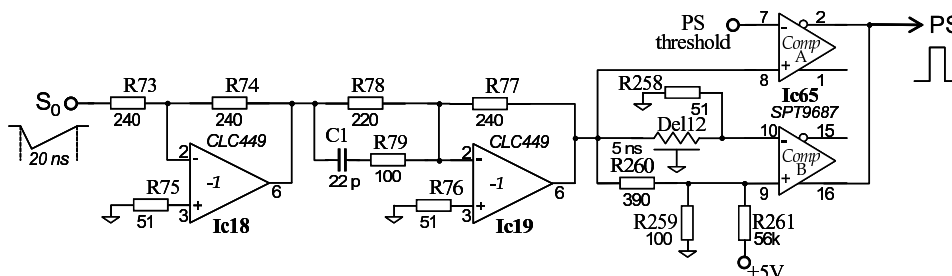 S0
20 ns
R73
240
R74
240
R75
51
2
-
CLC449
-1
+
3
6
Ic18
R78
220
C1
22 p
R79
100
R77
240
R76
51
2
-
CLC449
-1
+
3
6
Ic19
PS
threshold
7
-
2
Comp
A
+
8
1
Ic65
SPT9687
R258
51
Del12
5 ns
R260
390
R259
100
R261
56k
+5V
10
-
15
Comp
B
+
9
16
PS